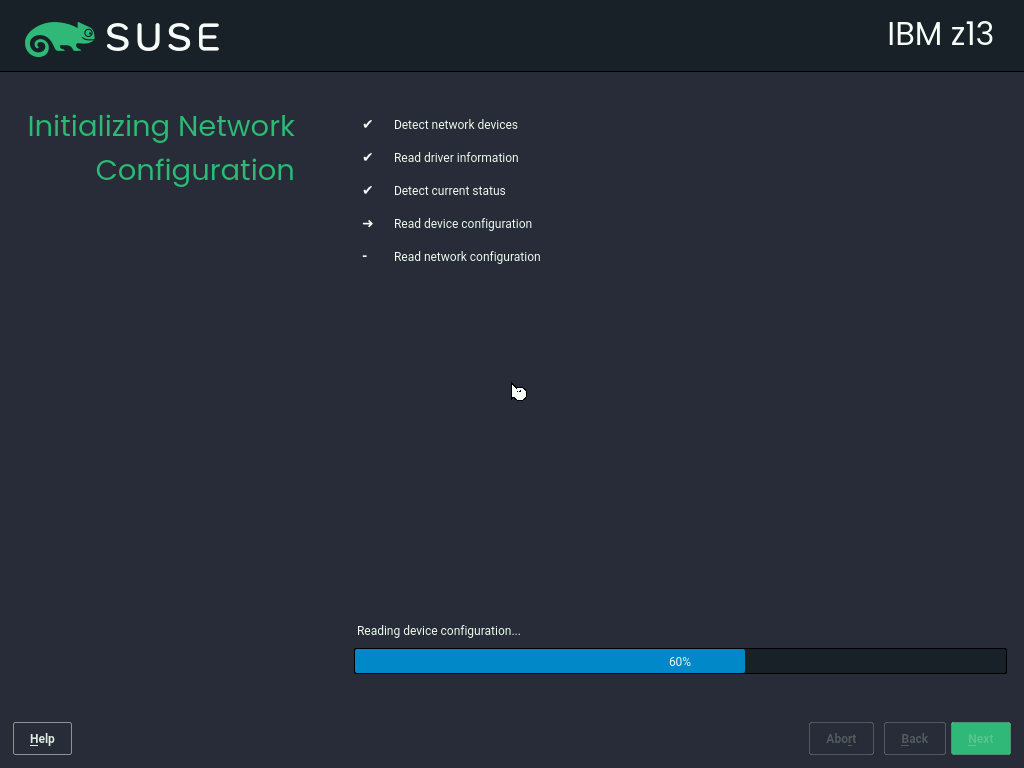 SUSE
IBM z13
Initializing Network
Configuration
✔ Detect network devices
✔ Read driver information
✔ Detect current status
➜ Read device configuration
- Read network configuration
Reading device configuration...
60%
Help
Abort
Back
Next